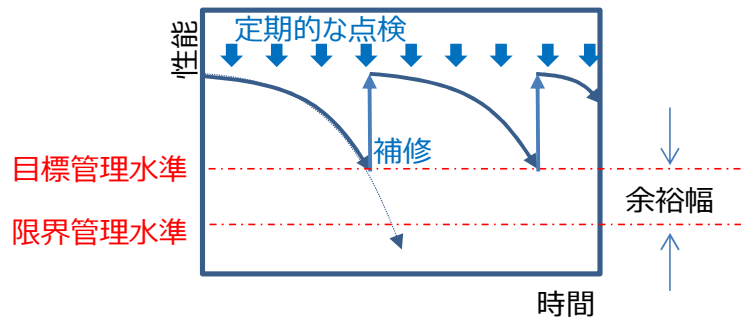 性能
定期的な点検
補修
目標管理水準
余裕幅
限界管理水準
時間